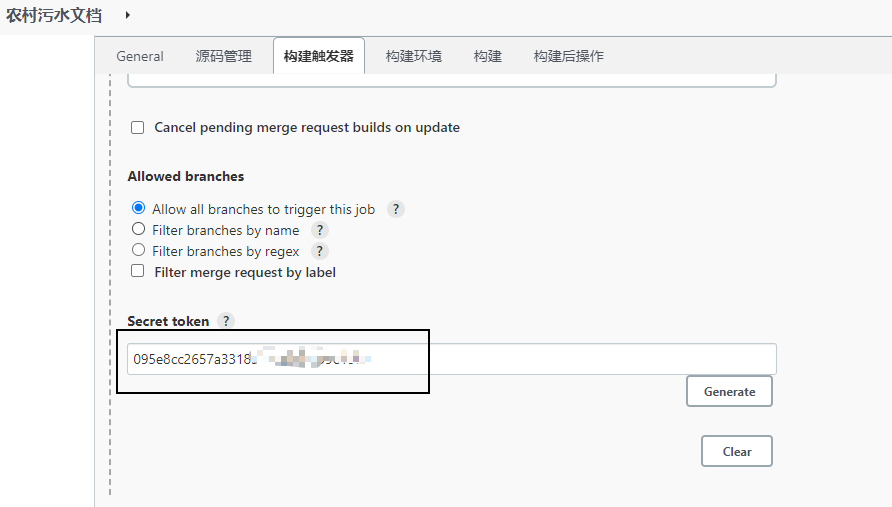 农村污水文档
General 源码管理 构建触发器 构建环境 构建 构建后操作
Cancel pending merge request builds on update
Allowed branches
Allow all branches to trigger this job ?
Filter branches by name ?
Filter branches by regex ?
Filter merge request by label
Secret token ?
095e8cc2657a3318
Generate
Clear